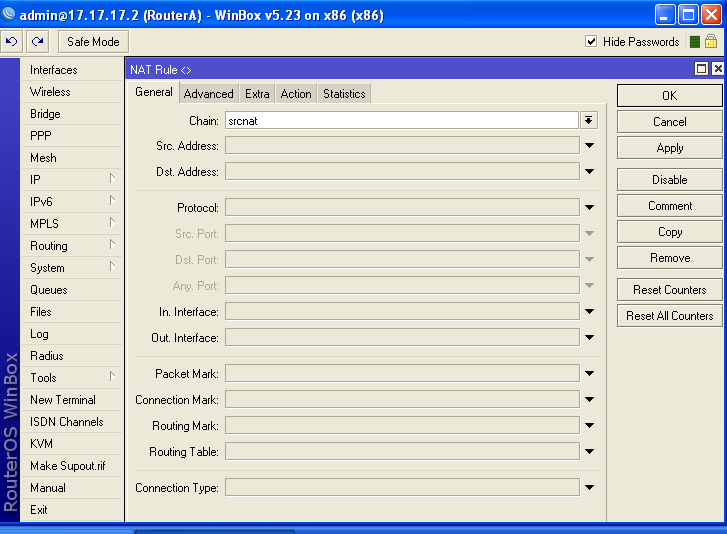 admin@17.17.17.2 (RouterA) - WinBox v5.23 on x86 (x86)
Safe Mode
Hide Passwords
Interfaces
Wireless
Bridge
PPP
Mesh
IP
IPv6
MPLS
Routing
System
Queues
Files
Log
Radius
Tools
New Terminal
ISDN Channels
KVM
Make Supout.rif
Manual
Exit
RouterOS WinBox
NAT Rule <>
General Advanced Extra Action Statistics
Chain: srcnat
Src. Address:
Dst. Address:
Protocol:
Src. Port:
Dst. Port:
Any. Port:
In. Interface:
Out. Interface:
Packet Mark:
Connection Mark:
Routing Mark:
Routing Table:
Connection Type:
OK
Cancel
Apply
Disable
Comment
Copy
Remove
Reset Counters
Reset All Counters